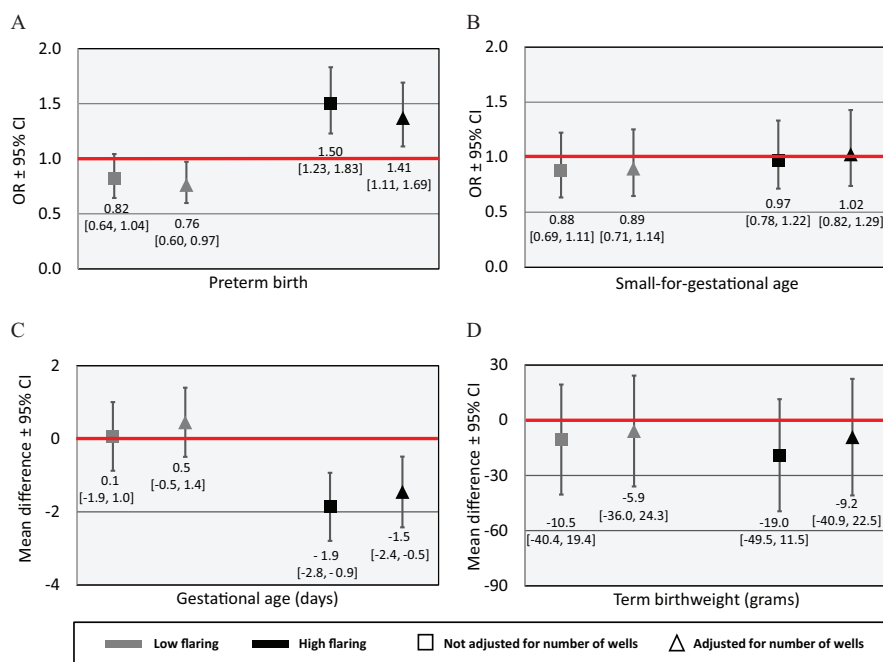 A
OR ± 95% CI
2.0
1.5
1.0
0.5
0.0
0.82
[0.64, 1.04]
0.76
[0.60, 0.97]
1.50
[1.23, 1.83]
1.41
[1.11, 1.69]
Preterm birth
B
OR ± 95% CI
2.0
1.5
1.0
0.5
0.0
0.88
[0.69, 1.11]
0.89
[0.71, 1.14]
0.97
[0.78, 1.22]
1.02
[0.82, 1.29]
Small-for-gestational age
C
Mean difference ± 95% CI
2
0
-2
-4
0.1
[-1.9, 1.0]
0.5
[-0.5, 1.4]
- 1.9
[-2.8, - 0.9]
-1.5
[-2.4, -0.5]
Gestational age (days)
D
Mean difference ± 95% CI
30
0
-30
-60
-90
-10.5
[-40.4, 19.4]
-5.9
[-36.0, 24.3]
-19.0
[-49.5, 11.5]
-9.2
[-40.9, 22.5]
Term birthweight (grams)
Low flaring
High flaring
Not adjusted for number of wells
Adjusted for number of wells